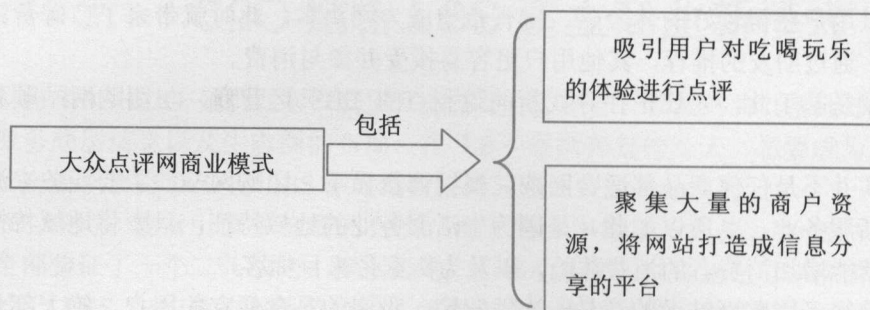 大众点评网商业模式
包括
吸引用户对吃喝玩乐
的体验进行点评
聚集大量的商户资
源，将网站打造成信息分
享的平台